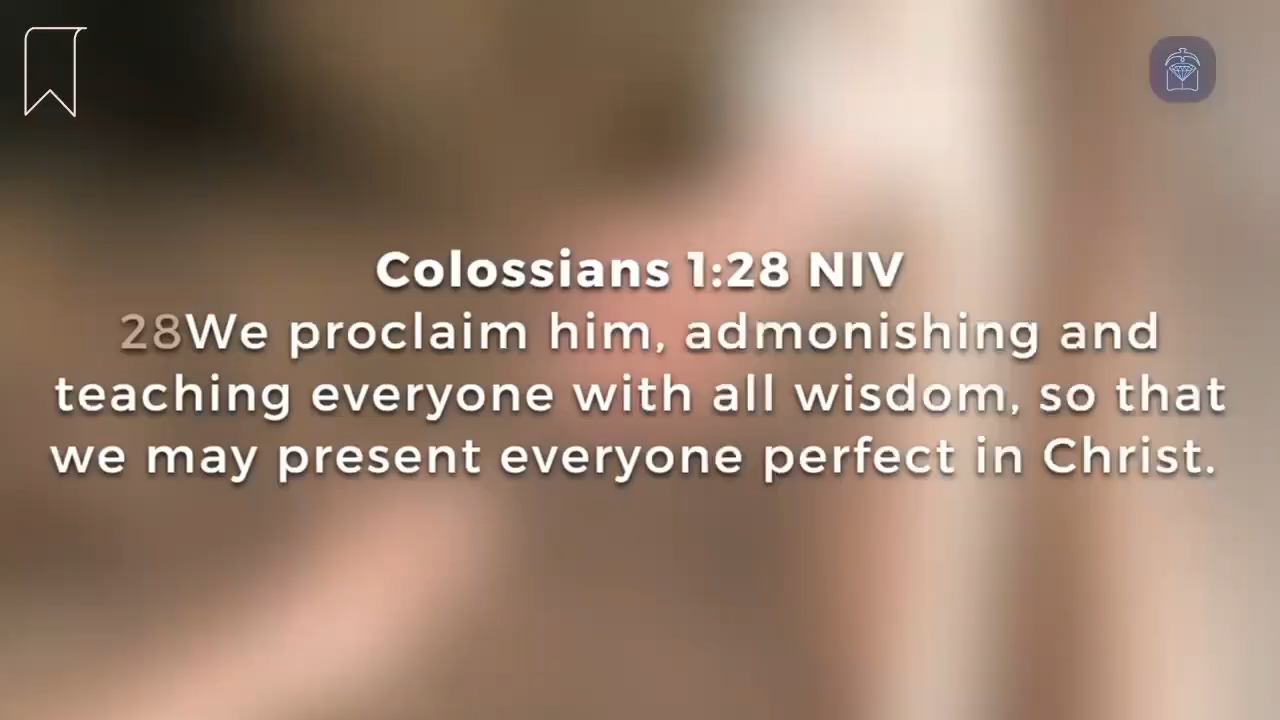 Colossians 1:28 NIV
28We proclaim him, admonishing and
teaching everyone with all wisdom, so that
we may present everyone perfect in Christ.